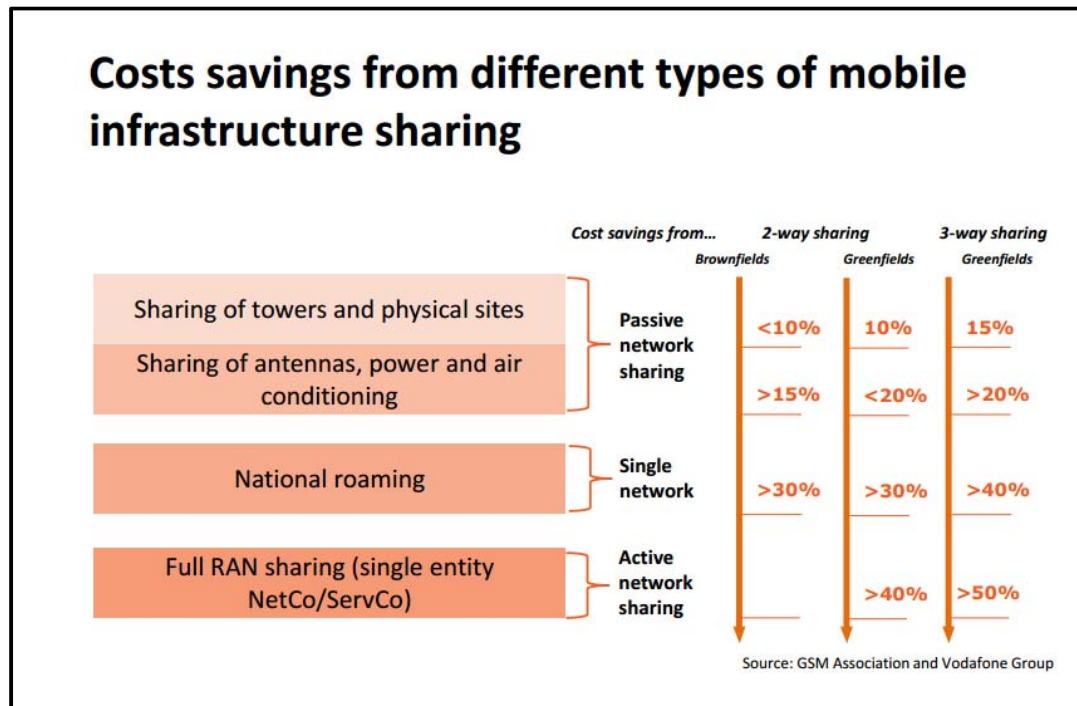 Costs savings from different types of mobile
infrastructure sharing
Cost savings from... 2-way sharing 3-way sharing
Brownfields Greenfields Greenfields
Sharing of towers and physical sites
Sharing of antennas, power and air
conditioning
Passive
network
sharing
<10% 10% 15%
>15% <20% >20%
National roaming
Single
network
>30% >30% >40%
Full RAN sharing (single entity
NetCo/ServCo)
Active
network
sharing
>40% >50%
Source: GSM Association and Vodafone Group